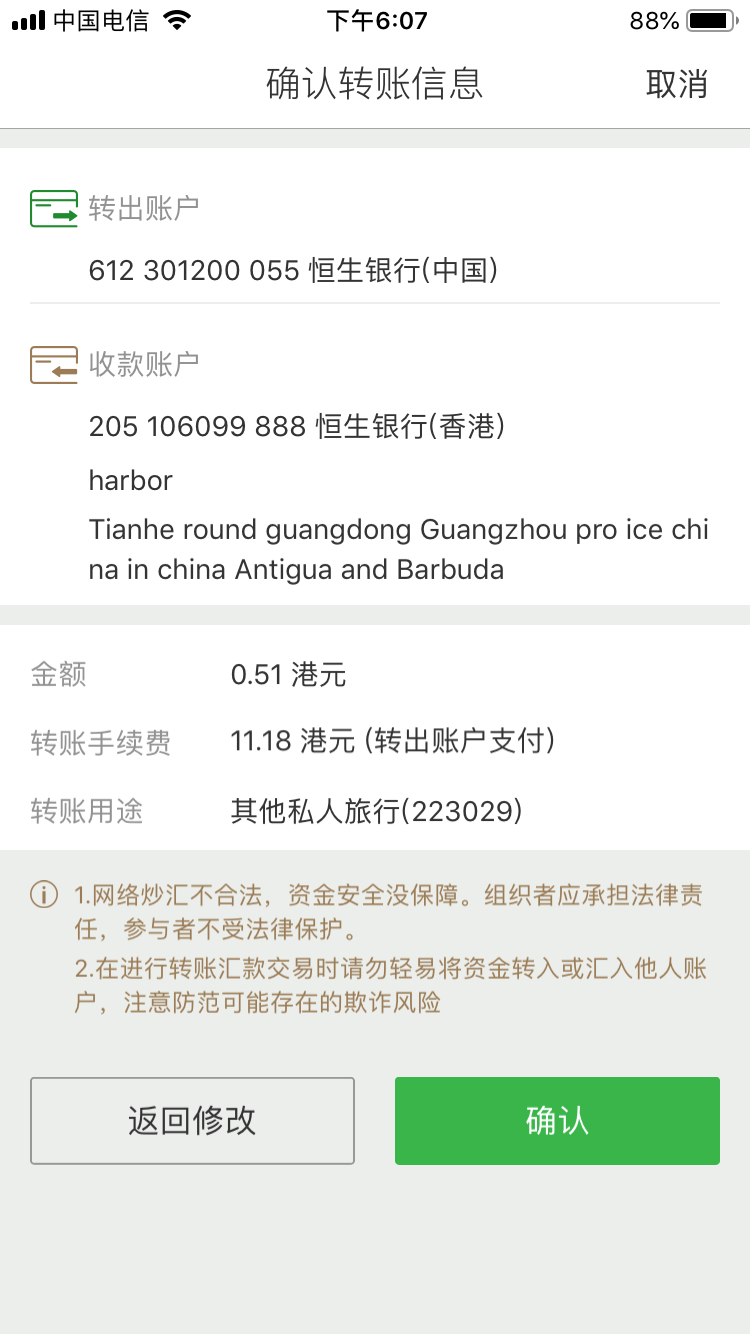 中国电信 下午6:07 88%
确认转账信息 取消
转出账户
612 301200 055 恒生银行(中国)
收款账户
205 106099 888 恒生银行(香港)
harbor
Tianhe round guangdong Guangzhou pro ice chi
na in china Antigua and Barbuda
金额 0.51 港元
转账手续费 11.18 港元 (转出账户支付)
转账用途 其他私人旅行(223029)
1.网络炒汇不合法，资金安全没保障。组织者应承担法律责
任，参与者不受法律保护。
2.在进行转账汇款交易时请勿轻易将资金转入或汇入他人账
户，注意防范可能存在的欺诈风险
返回修改 确认